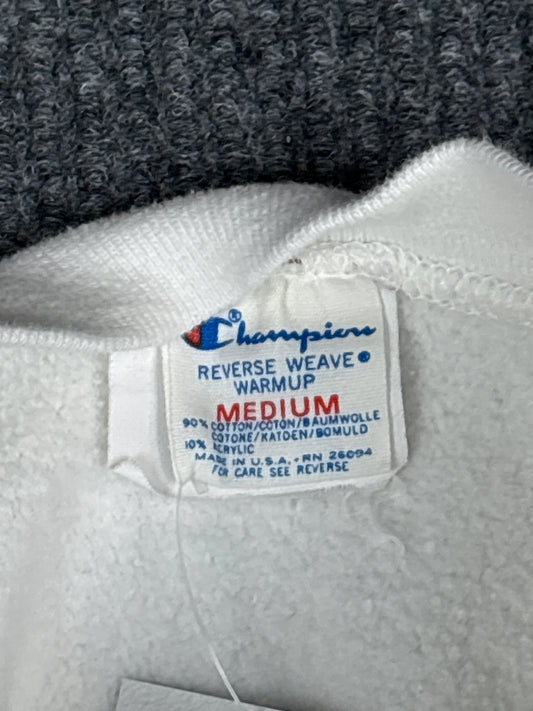 Champion®
REVERSE WEAVE®
WARMUP
MEDIUM
90% COTTON/COTON/BAUMWOLLE
COTONE/KATOEN/BOMULD
10% ACRYLIC
MADE IN U.S.A. • RN 26094
FOR CARE SEE REVERSE